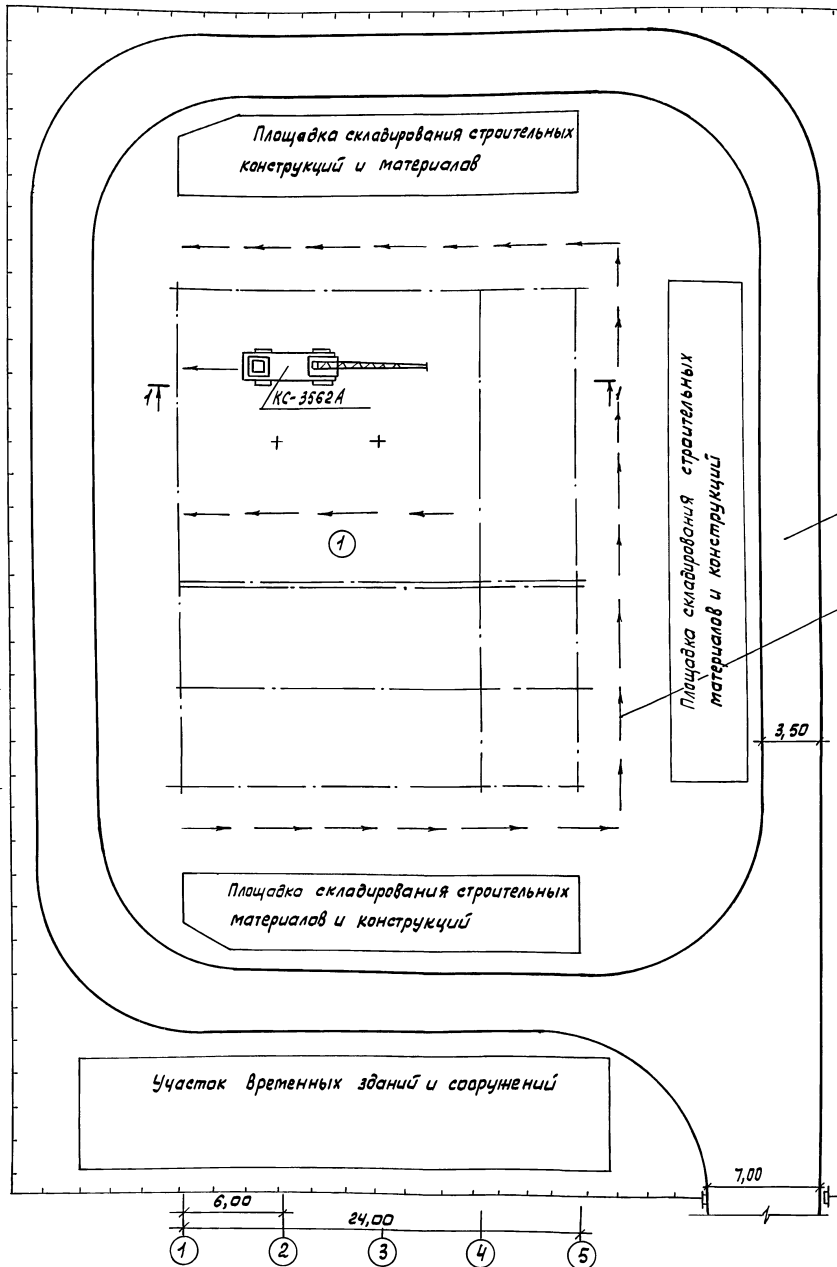 Площадка складирования строительных
конструкций и материалов
КС-3562А
1
1
1
Площадка складирования строительных
материалов и конструкций
3,50
Площадка складирования строительных
материалов и конструкций
Участок временных зданий и сооружений
7,00
6,00
24,00
1 2 3 4 5